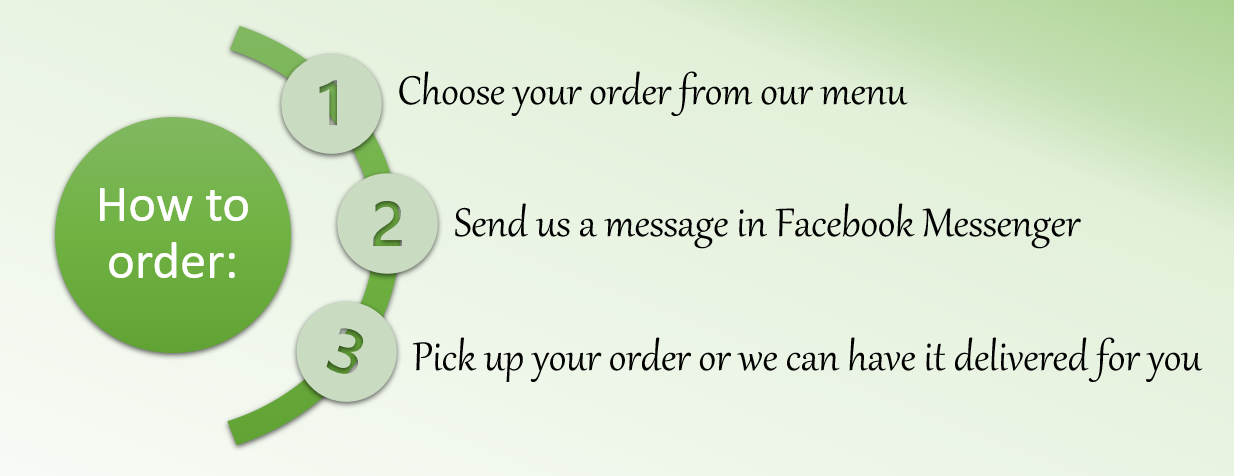 How to
order:
1
Choose your order from our menu
2
Send us a message in Facebook Messenger
3
Pick up your order or we can have it delivered for you